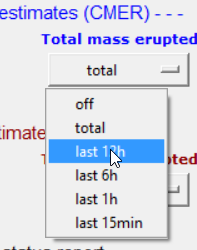 estimates (CMER) - - -
Total mass erupted
total
off
total
last 12h
last 6h
last 1h
last 15min